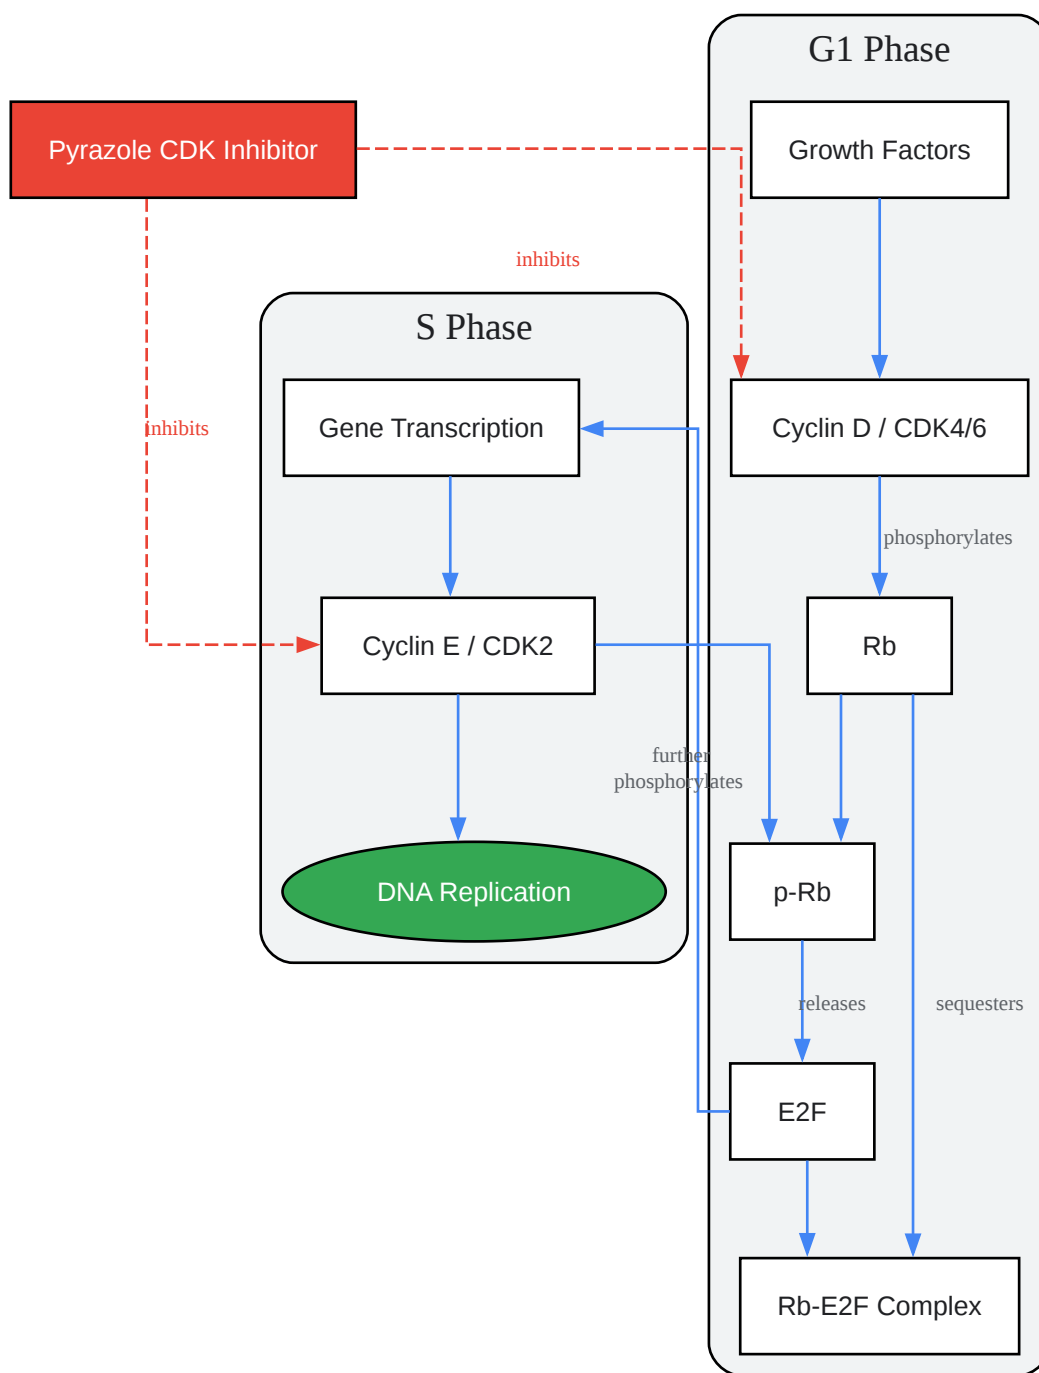 G1 Phase
Pyrazole CDK Inhibitor
Growth Factors
inhibits
S Phase
Gene Transcription
inhibits
Cyclin D / CDK4/6
phosphorylates
Cyclin E / CDK2
Rb
further
phosphorylates
DNA Replication
p-Rb
releases
sequesters
E2F
Rb-E2F Complex